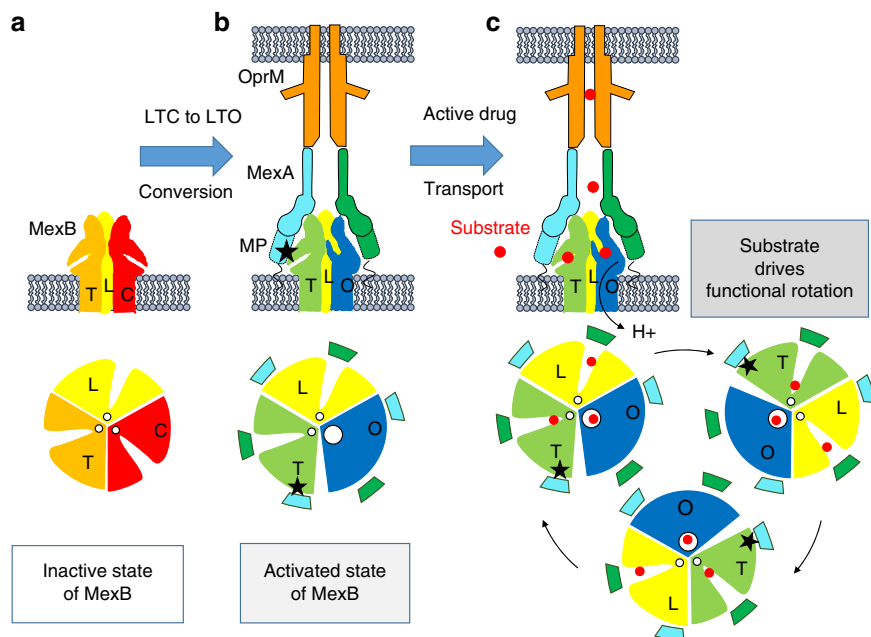 a
b
c
OprM
LTC to LTO
Conversion
Active drug
Transport
MexA
MexB
MP
Substrate
Substrate
drives
functional rotation
T
L
C
T
L
O
T
L
O
H+
L
C
T
L
O
T
L
O
T
T
L
O
O
T
L
Inactive state
of MexB
Activated state
of MexB